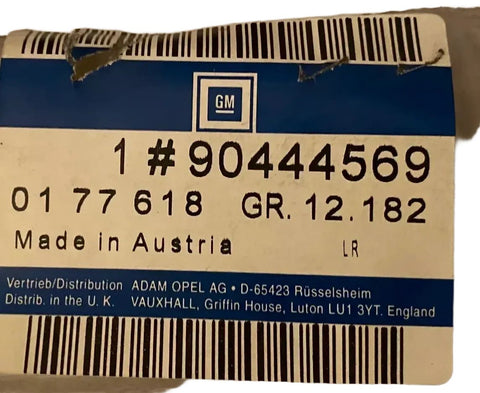 GM
1 # 90444569
01 77 618 GR. 12.182
Made in Austria LR
Vertrieb/Distribution ADAM OPEL AG • D-65423 Rüsselsheim
Distrib. in the U. K. VAUXHALL, Griffin House, Luton LU1 3YT. England